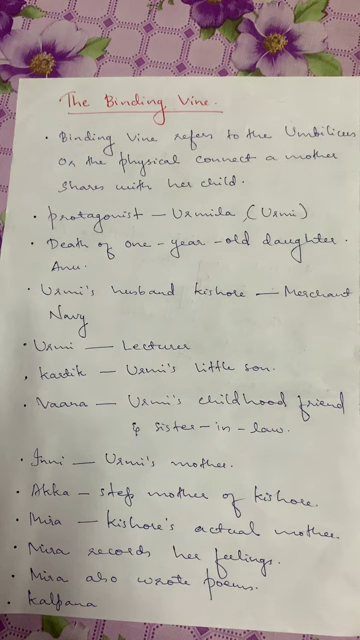 The Binding Vine.
• Binding Vine refers to the Umbilicus
Or the physical connect a mother
shares with her child.
• protagonist — Urmila (Urmi)
• Death of one-year-old daughter
Anu.
• Urmi's husband kishore — Merchant
Navy
• Urmi — Lecturer
• kartik — Urmi's little son.
• Vaana — Urmi's childhood friend
& sister-in-law.
• Inni — Urmi's mother.
• Akka — step mother of kishore.
• Mira — kishore's actual mother.
• Mira records her feelings.
• Mira also wrote poems.
• Kalpana